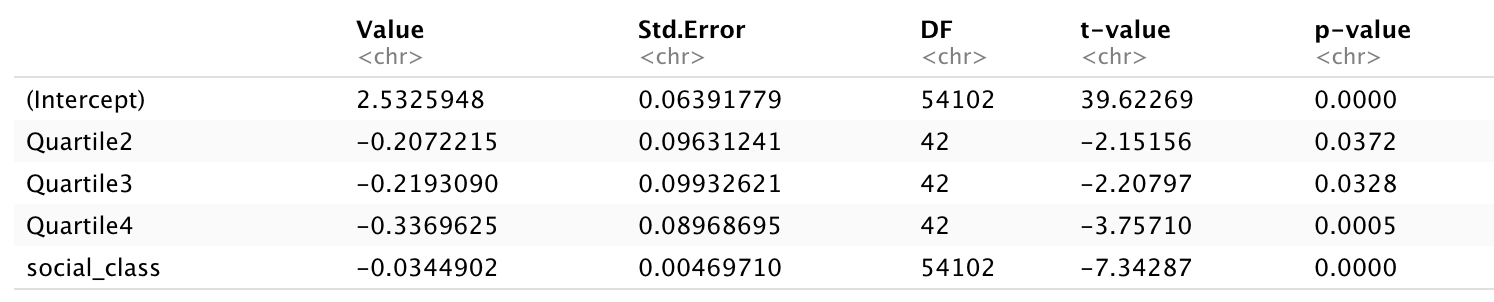 Value Std.Error DF t-value p-value
<chr> <chr> <chr> <chr> <chr>
(Intercept) 2.5325948 0.06391779 54102 39.62269 0.0000
Quartile2 -0.2072215 0.09631241 42 -2.15156 0.0372
Quartile3 -0.2193090 0.09932621 42 -2.20797 0.0328
Quartile4 -0.3369625 0.08968695 42 -3.75710 0.0005
social_class -0.0344902 0.00469710 54102 -7.34287 0.0000